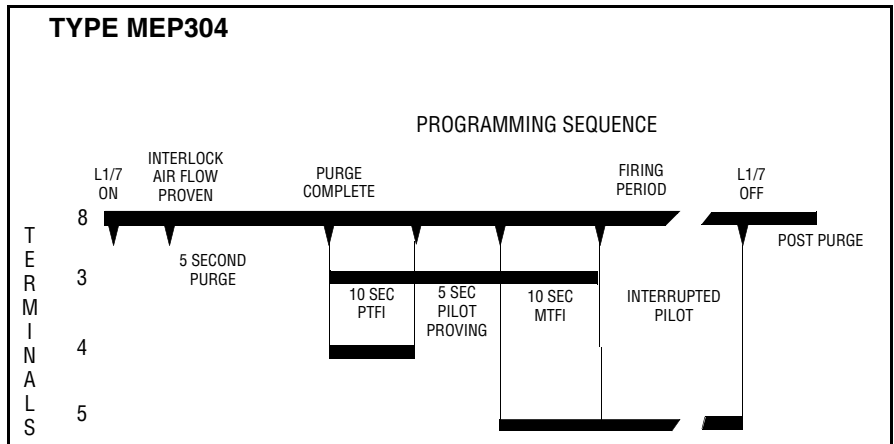 TYPE MEP304
PROGRAMMING SEQUENCE
L1/7
ON
INTERLOCK
AIR FLOW
PROVEN
PURGE
COMPLETE
FIRING
PERIOD
L1/7
OFF
TERMINALS
8
POST PURGE
5 SECOND
PURGE
3
10 SEC
PTFI
5 SEC
PILOT
PROVING
10 SEC
MTFI
INTERRUPTED
PILOT
4
5